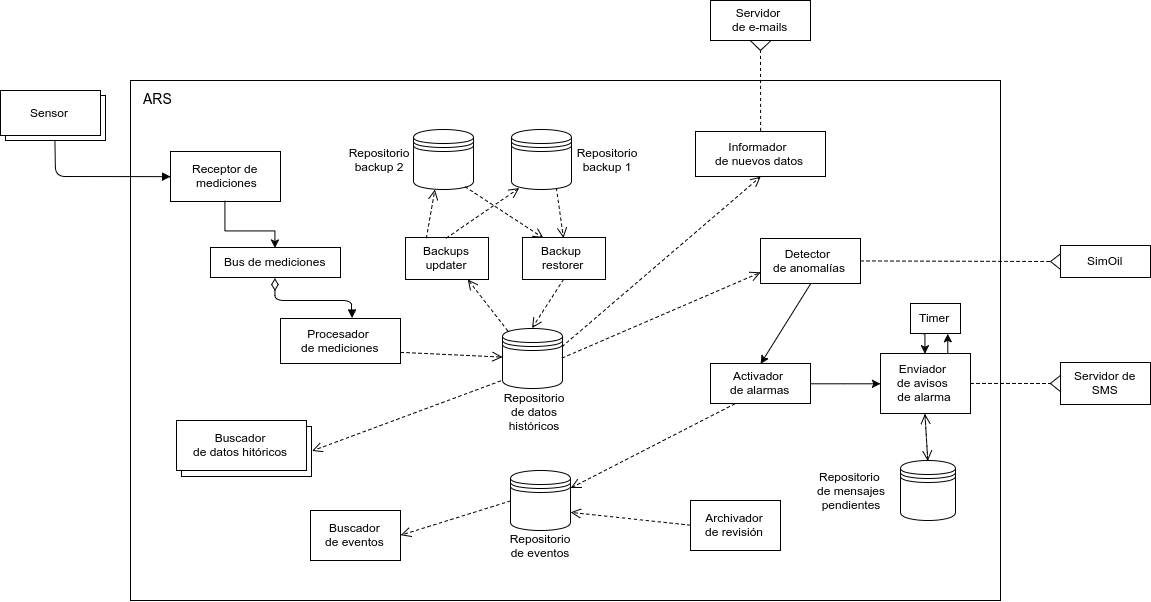 Servidor
de e-mails
ARS
Sensor
Repositorio
backup 2
Repositorio
backup 1
Informador
de nuevos datos
Receptor de
mediciones
Bus de mediciones
Backups
updater
Backup
restorer
Detector
de anomalías
SimOil
Procesador
de mediciones
Timer
Activador
de alarmas
Enviador
de avisos
de alarma
Servidor de
SMS
Repositorio
de datos
históricos
Buscador
de datos hitóricos
Repositorio
de mensajes
pendientes
Buscador
de eventos
Repositorio
de eventos
Archivador
de revisión